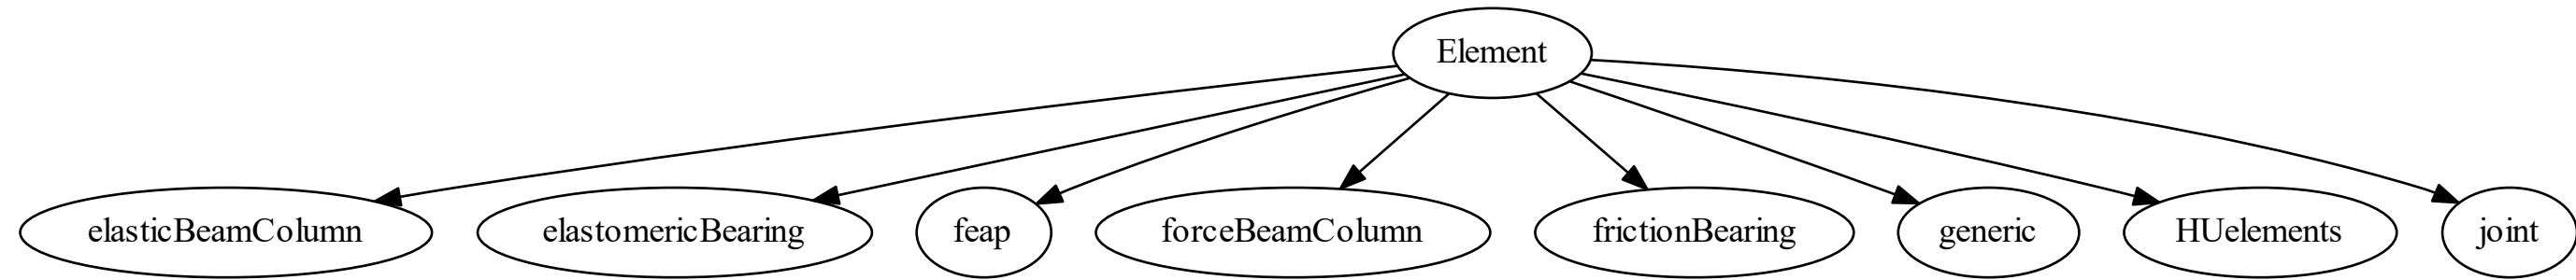 Element
elasticBeamColumn
elastomericBearing
feap
forceBeamColumn
frictionBearing
generic
HUelements
joint